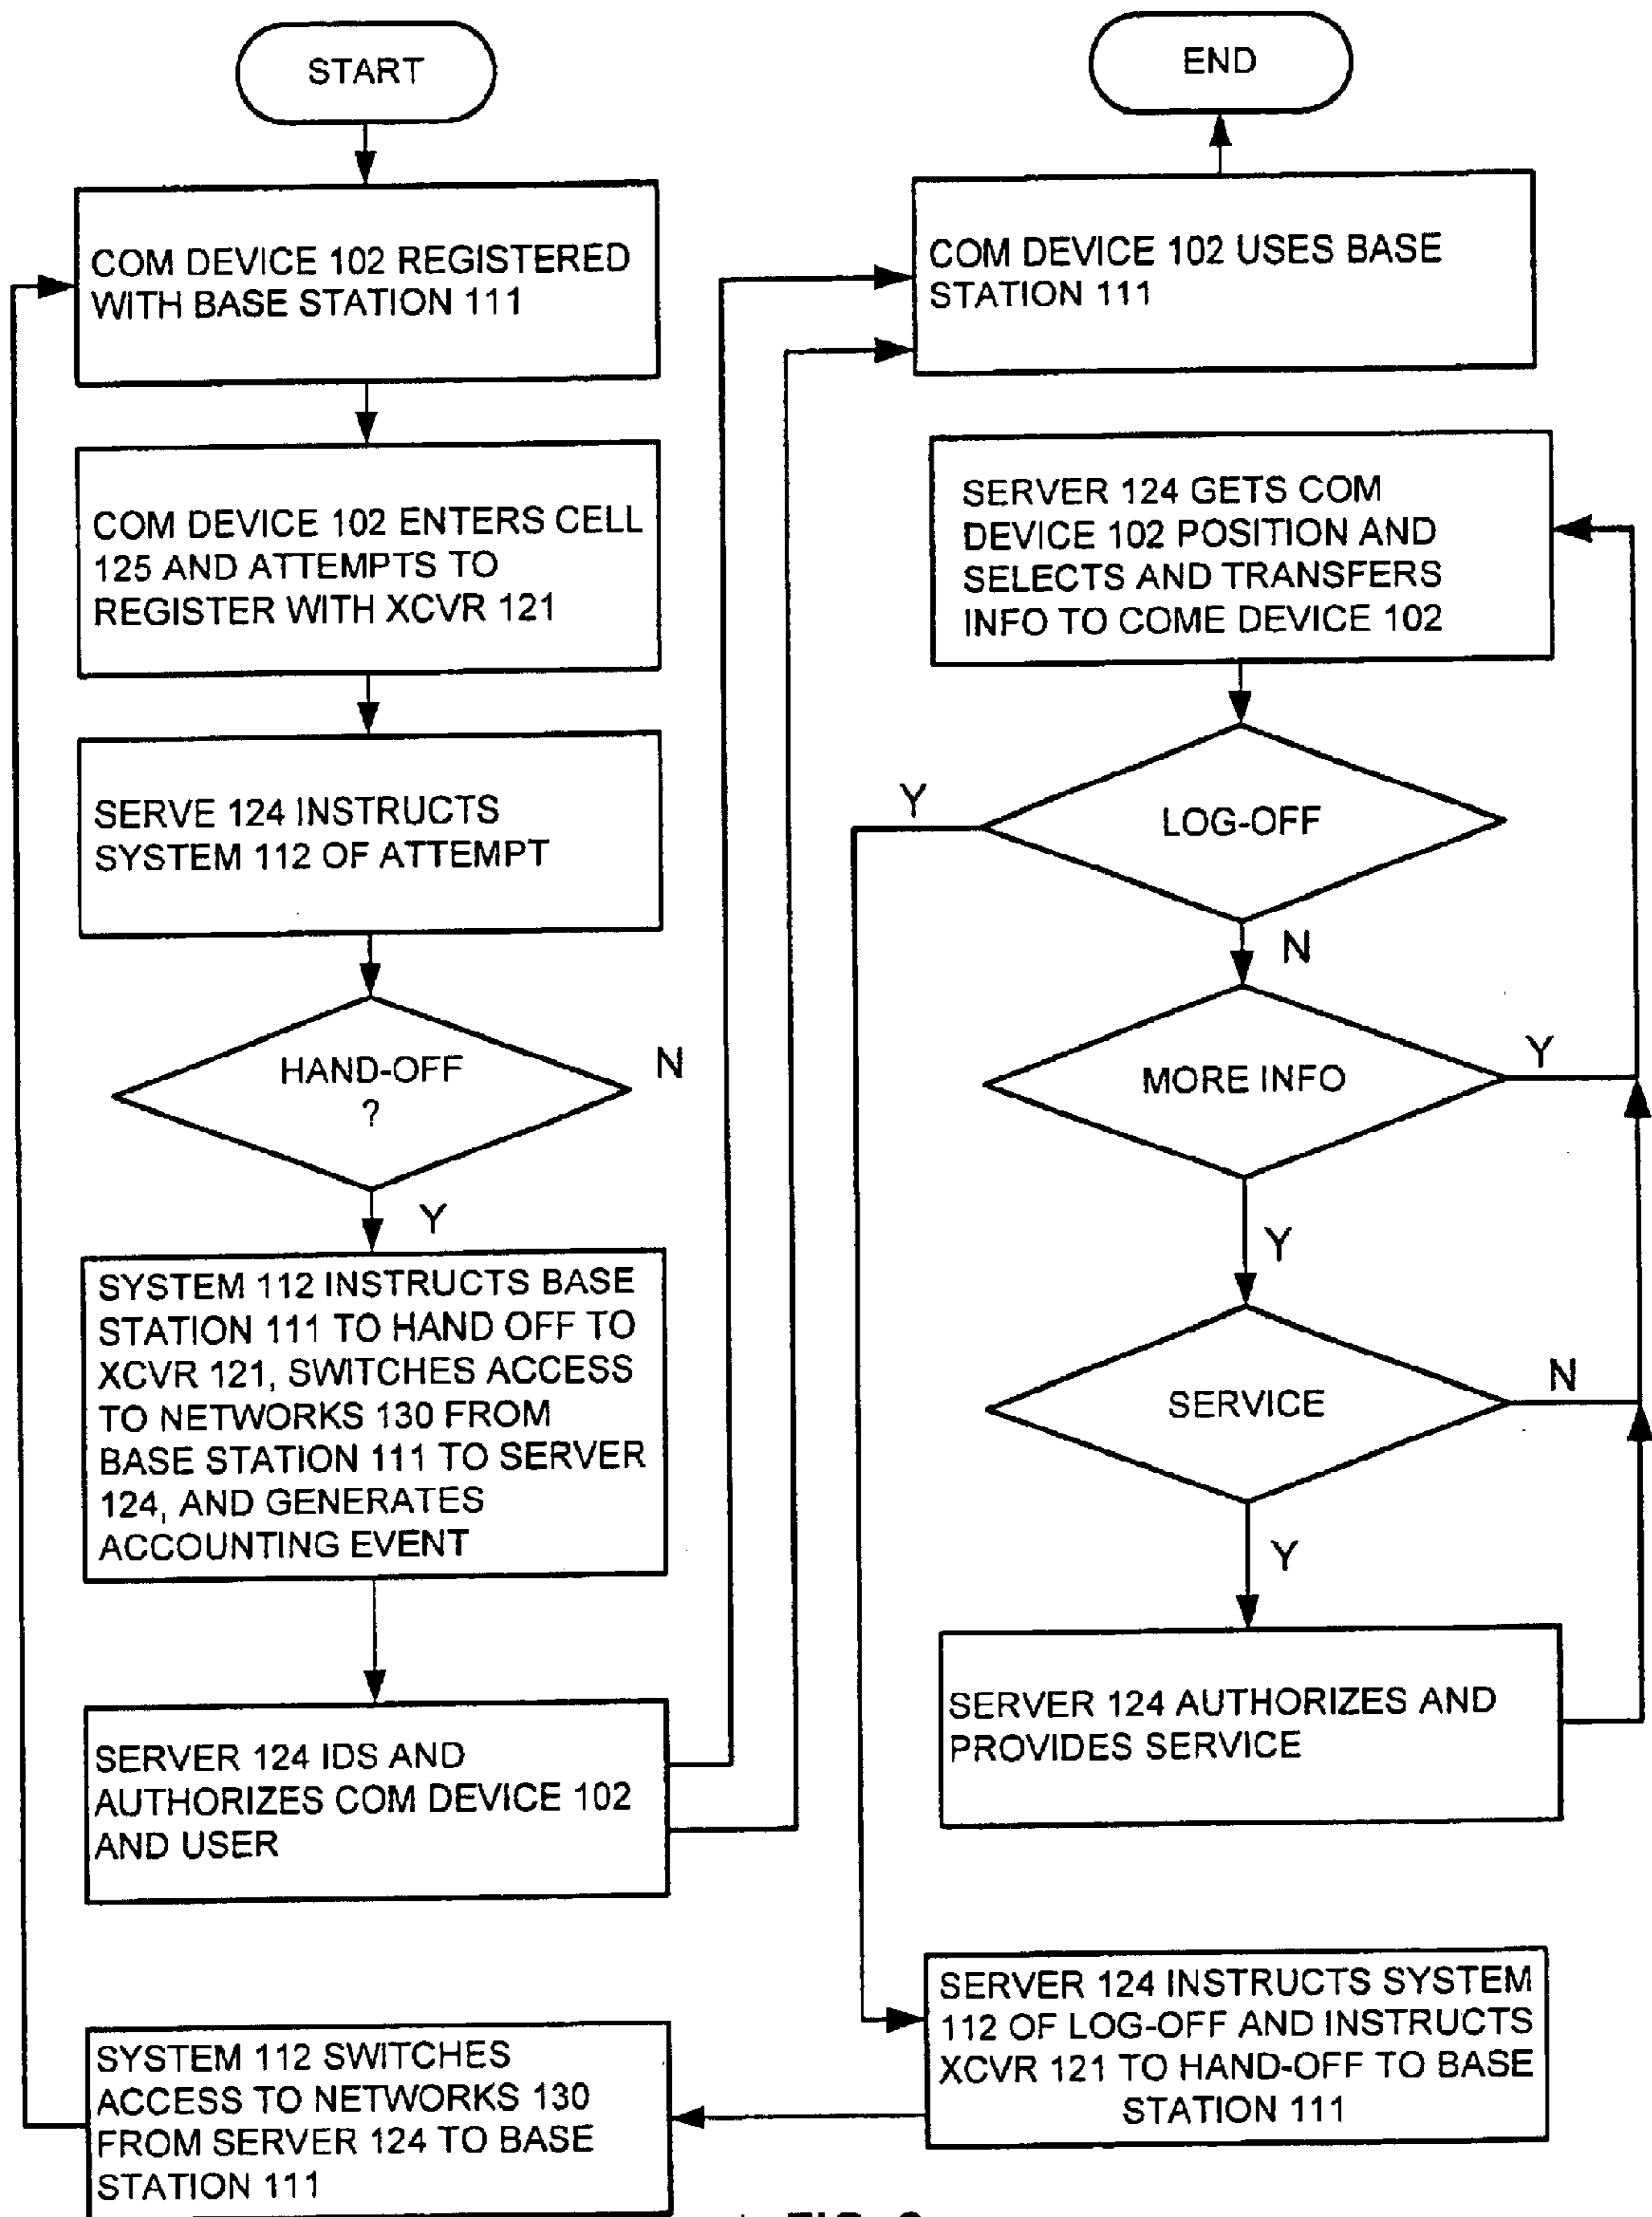 START
COM DEVICE 102 REGISTERED
WITH BASE STATION 111
COM DEVICE 102 ENTERS CELL
125 AND ATTEMPTS TO
REGISTER WITH XCVR 121
SERVE 124 INSTRUCTS
SYSTEM 112 OF ATTEMPT
HAND-OFF
?
N
Y
SYSTEM 112 INSTRUCTS BASE
STATION 111 TO HAND OFF TO
XCVR 121, SWITCHES ACCESS
TO NETWORKS 130 FROM
BASE STATION 111 TO SERVER
124, AND GENERATES
ACCOUNTING EVENT
SERVER 124 IDS AND
AUTHORIZES COM DEVICE 102
AND USER
SYSTEM 112 SWITCHES
ACCESS TO NETWORKS 130
FROM SERVER 124 TO BASE
STATION 111
END
COM DEVICE 102 USES BASE
STATION 111
SERVER 124 GETS COM
DEVICE 102 POSITION AND
SELECTS AND TRANSFERS
INFO TO COME DEVICE 102
Y
LOG-OFF
N
MORE INFO
Y
Y
SERVICE
N
Y
SERVER 124 AUTHORIZES AND
PROVIDES SERVICE
SERVER 124 INSTRUCTS SYSTEM
112 OF LOG-OFF AND INSTRUCTS
XCVR 121 TO HAND-OFF TO BASE
STATION 111